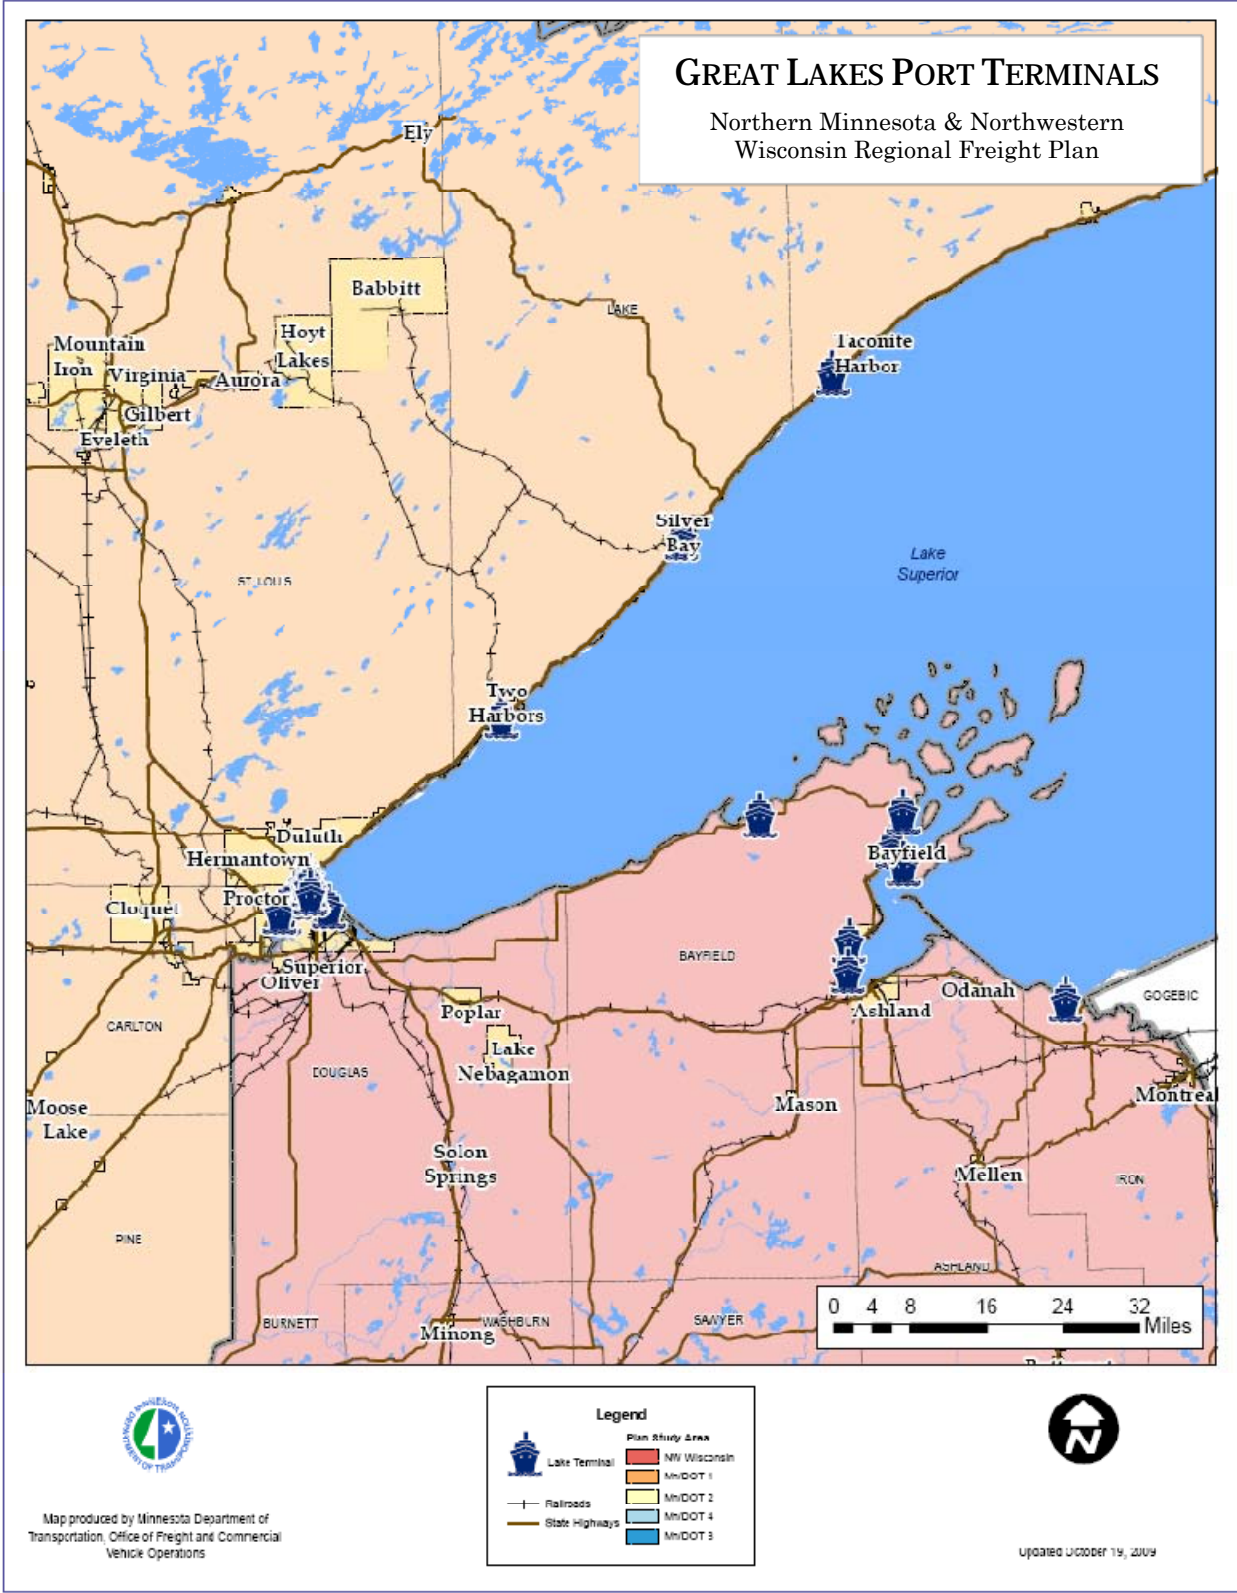 GREAT LAKES PORT TERMINALS
Northern Minnesota & Northwestern
Wisconsin Regional Freight Plan
Ely
Babbitt
LAKE
Hoyt
Lakes
Mountain
Iron
Virginia
Aurora
Gilbert
Eveleth
Taconite
Harbor
Silver
Bay
Lake
Superior
ST LOUIS
Two
Harbors
Duluth
Hermantown
Proctor
Cloquet
Bayfield
BAYFIELD
Superior
Oliver
Odanah
GOGEBIC
Poplar
Ashland
CARLTON
Lake
Nebagamon
DOUGLAS
Montreal
Moose
Lake
Mason
Solon
Springs
Mellen
IRON
PINE
ASHLAND
0 4 8 16 24 32
Miles
BURNETT
WASHBURN
SAWYER
Minong
MINNESOTA DEPARTMENT OF TRANSPORTATION
Legend
Plan Study Area
Lake Terminal
NW Wisconsin
Mn/DOT 1
Railroads
Mn/DOT 2
State Highways
Mn/DOT 4
Mn/DOT 3
N
Map produced by Minnesota Department of
Transportation, Office of Freight and Commercial
Vehicle Operations
Updated October 19, 2009